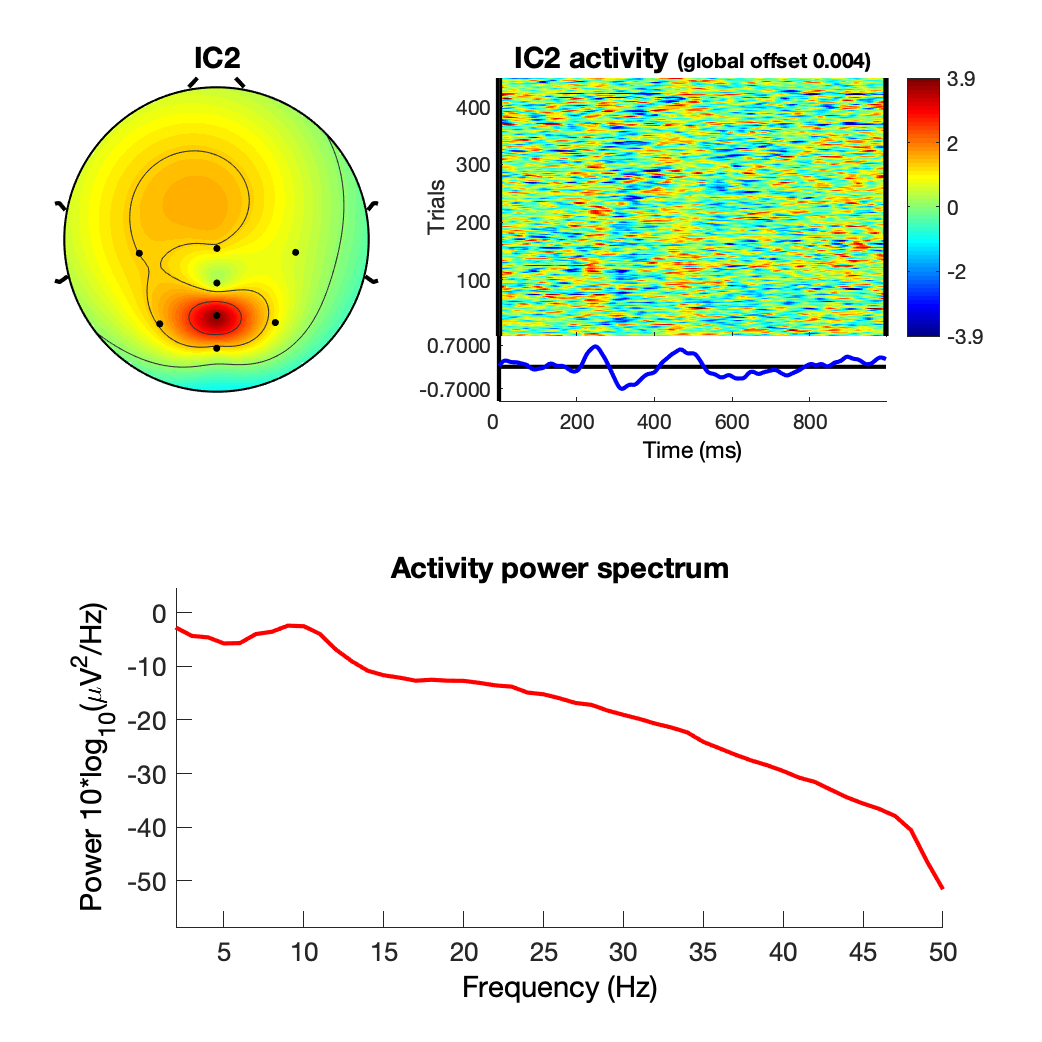 IC2
IC2 activity (global offset 0.004)
Trials
400
300
200
100
3.9
2
0
-2
-3.9
0.7000
-0.7000
0 200 400 600 800
Time (ms)
Activity power spectrum
Power 10*log10(μV2/Hz)
0
-10
-20
-30
-40
-50
5 10 15 20 25 30 35 40 45 50
Frequency (Hz)